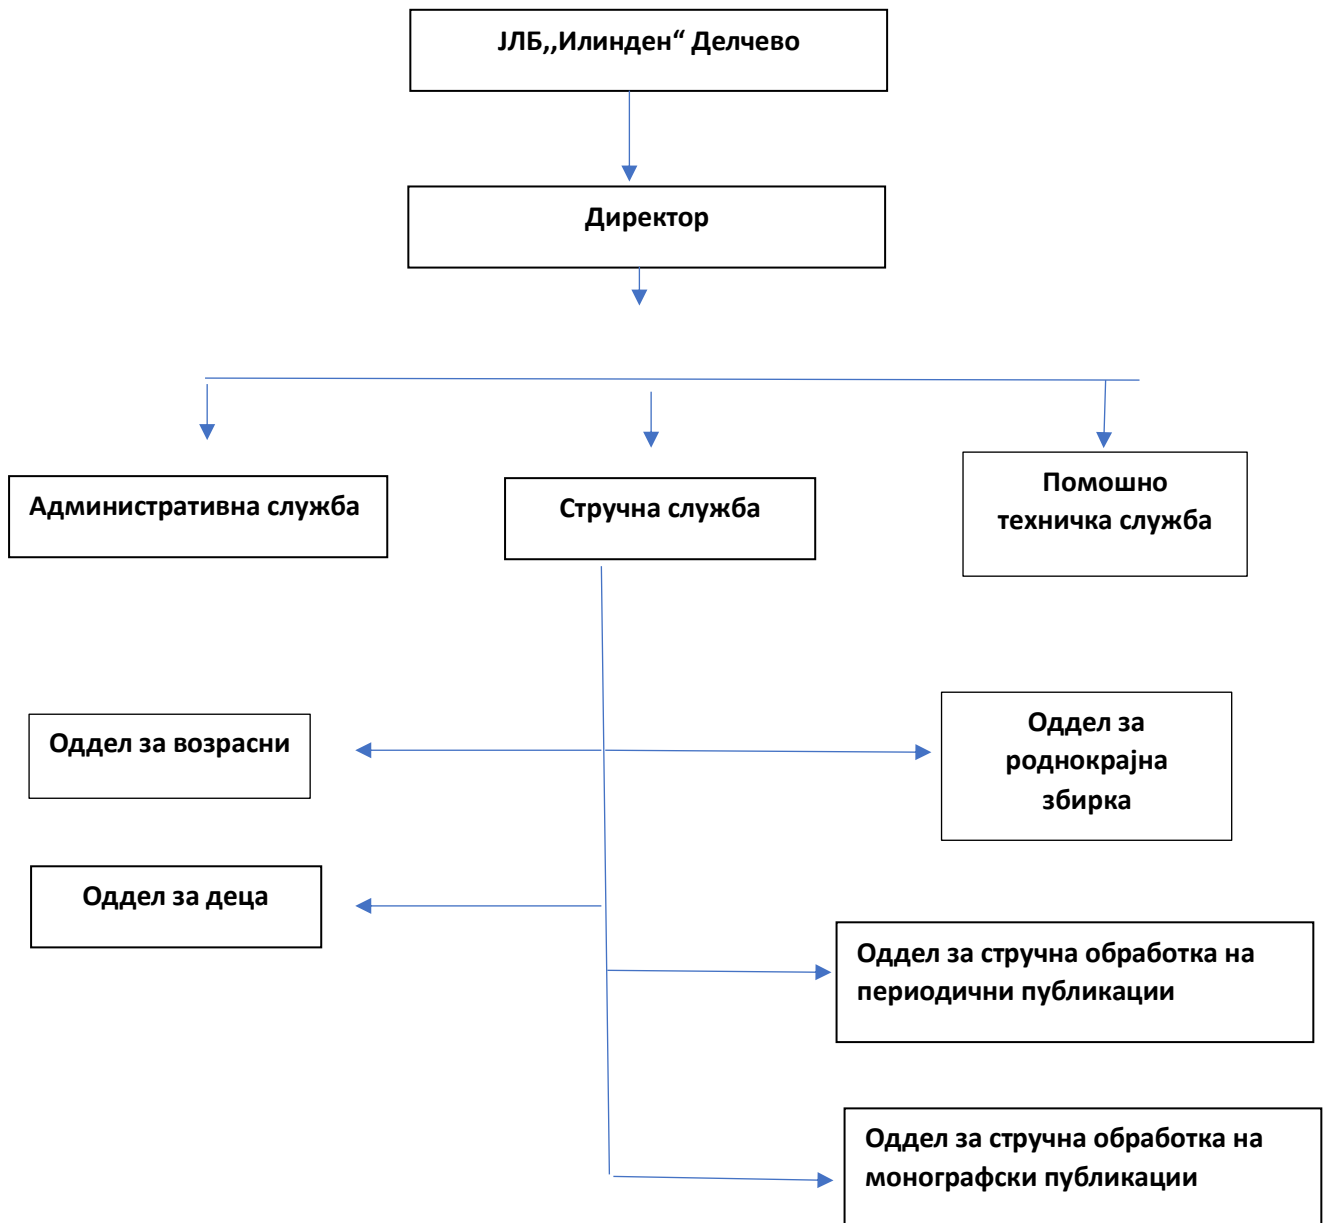 ЈЛБ,,Илинден“ Делчево
Директор
Административна служба
Стручна служба
Помошно
техничка служба
Оддел за возрасни
Оддел за
роднокрајна
збирка
Оддел за деца
Оддел за стручна обработка на
периодични публикации
Оддел за стручна обработка на
монографски публикации